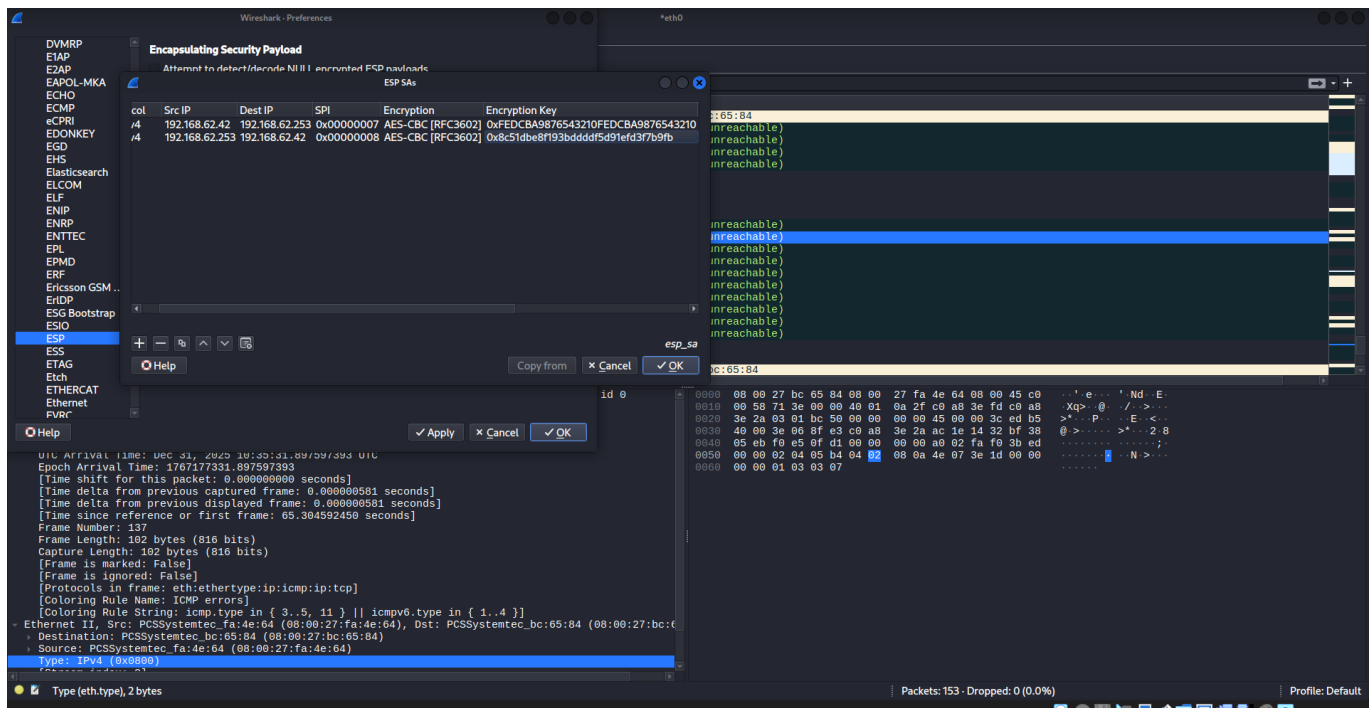 Wireshark · Preferences
*eth0
DVMRP
E1AP
E2AP
EAPOL-MKA
ECHO
ECMP
eCPRI
EDONKEY
EGD
EHS
Elasticsearch
ELCOM
ELF
ENIP
ENRP
ENTTEC
EPL
EPMD
ERF
Ericsson GSM ..
ErlDP
ESG Bootstrap
ESIO
ESP
ESS
ETAG
Etch
ETHERCAT
Ethernet
EVRC
Encapsulating Security Payload
Attempt to detect/decode NULL encrypted ESP payloads
ESP SAs
col Src IP Dest IP SPI Encryption Encryption Key
/4 192.168.62.42 192.168.62.253 0x00000007 AES-CBC [RFC3602] 0xFEDCBA9876543210FEDCBA9876543210
/4 192.168.62.253 192.168.62.42 0x00000008 AES-CBC [RFC3602] 0x8c51dbe8f193bddddf5d91efd3f7b9fb
esp_sa
Help Copy from Cancel OK
Help Apply Cancel OK
c:65:84
unreachable)
unreachable)
unreachable)
unreachable)
unreachable)
unreachable)
unreachable)
unreachable)
unreachable)
unreachable)
unreachable)
unreachable)
unreachable)
unreachable)
bc:65:84
id 0
UTC Arrival Time: Dec 31, 2025 10:35:31.897597393 UTC
Epoch Arrival Time: 1767177331.897597393
[Time shift for this packet: 0.000000000 seconds]
[Time delta from previous captured frame: 0.000000581 seconds]
[Time delta from previous displayed frame: 0.000000581 seconds]
[Time since reference or first frame: 65.304592450 seconds]
Frame Number: 137
Frame Length: 102 bytes (816 bits)
Capture Length: 102 bytes (816 bits)
[Frame is marked: False]
[Frame is ignored: False]
[Protocols in frame: eth:ethertype:ip:icmp:ip:tcp]
[Coloring Rule Name: ICMP errors]
[Coloring Rule String: icmp.type in { 3..5, 11 } || icmpv6.type in { 1..4 }]
Ethernet II, Src: PCSSystemtec_fa:4e:64 (08:00:27:fa:4e:64), Dst: PCSSystemtec_bc:65:84 (08:00:27:bc:6
Destination: PCSSystemtec_bc:65:84 (08:00:27:bc:65:84)
Source: PCSSystemtec_fa:4e:64 (08:00:27:fa:4e:64)
Type: IPv4 (0x0800)
0000 08 00 27 bc 65 84 08 00 27 fa 4e 64 08 00 45 c0 ··'·e··· '·Nd··E·
0010 00 58 71 3e 00 00 40 01 0a 2f c0 a8 3e fd c0 a8 ·Xq>··@· ·/··>···
0020 3e 2a 03 01 bc 50 00 00 00 00 45 00 00 3c ed b5 >*···P·· ··E··<··
0030 40 00 3e 06 8f e3 c0 a8 3e 2a ac 1e 14 32 bf 38 @·>····· >*···2·8
0040 05 eb f0 e5 0f d1 00 00 00 00 a0 02 fa f0 3b ed ········ ······;·
0050 00 00 02 04 05 b4 04 02 08 0a 4e 07 3e 1d 00 00 ········ ··N·>···
0060 00 00 01 03 03 07 ······
Type (eth.type), 2 bytes
Packets: 153 · Dropped: 0 (0.0%)
Profile: Default